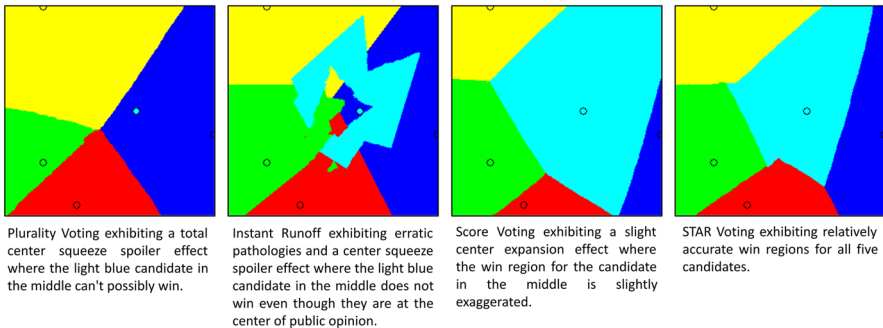 Plurality Voting exhibiting a total
center squeeze spoiler effect
where the light blue candidate in
the middle can't possibly win.
Instant Runoff exhibiting erratic
pathologies and a center squeeze
spoiler effect where the light blue
candidate in the middle does not
win even though they are at the
center of public opinion.
Score Voting exhibiting a slight
center expansion effect where
the win region for the candidate
in the middle is slightly
exaggerated.
STAR Voting exhibiting relatively
accurate win regions for all five
candidates.